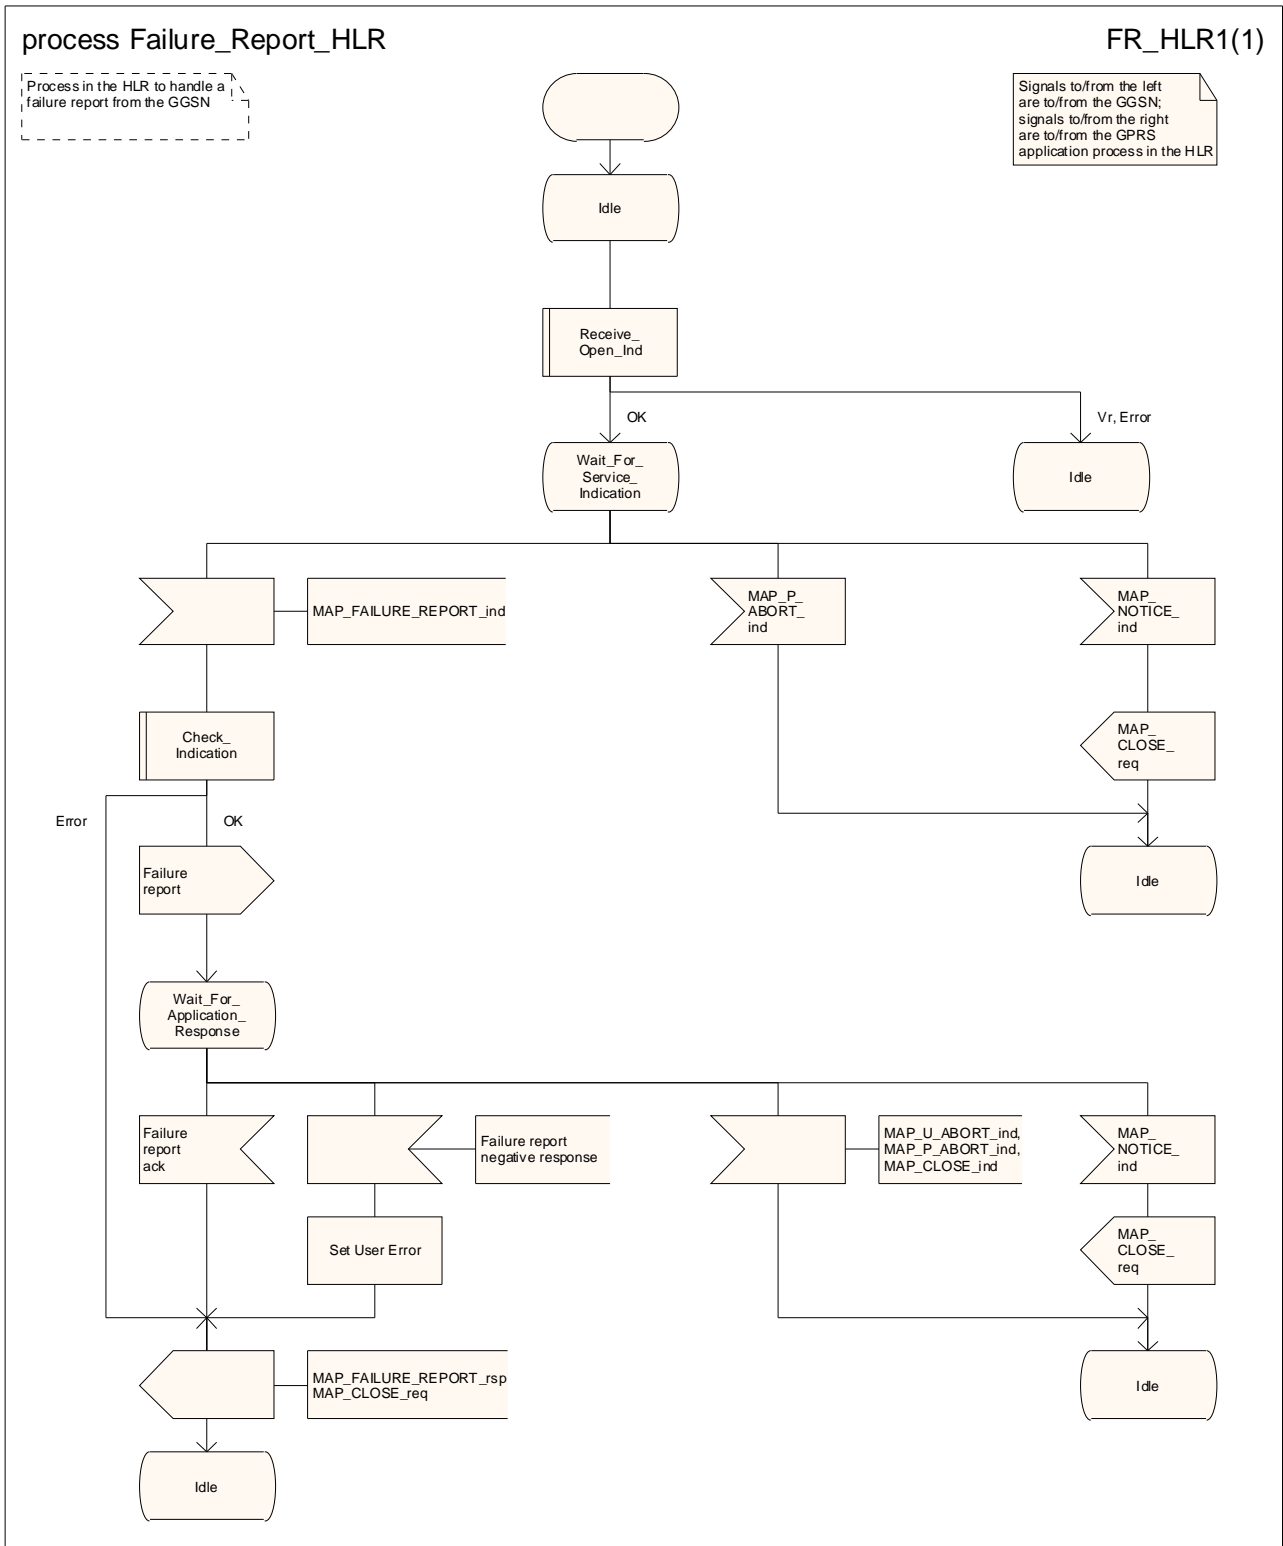 process Failure_Report_HLR
FR_HLR1(1)
Process in the HLR to handle a
failure report from the GGSN
Signals to/from the left
are to/from the GGSN;
signals to/from the right
are to/from the GPRS
application process in the HLR
Idle
Receive_
Open_Ind
OK
Vr, Error
Wait_For_
Service_
Indication
Idle
MAP_FAILURE_REPORT_ind
MAP_P_
ABORT_
ind
MAP_
NOTICE_
ind
Check_
Indication
MAP_
CLOSE_
req
Error
OK
Failure
report
Idle
Wait_For_
Application_
Response
Failure
report
ack
Failure report
negative response
MAP_U_ABORT_ind,
MAP_P_ABORT_ind,
MAP_CLOSE_ind
MAP_
NOTICE_
ind
Set User Error
MAP_
CLOSE_
req
MAP_FAILURE_REPORT_rsp
MAP_CLOSE_req
Idle
Idle